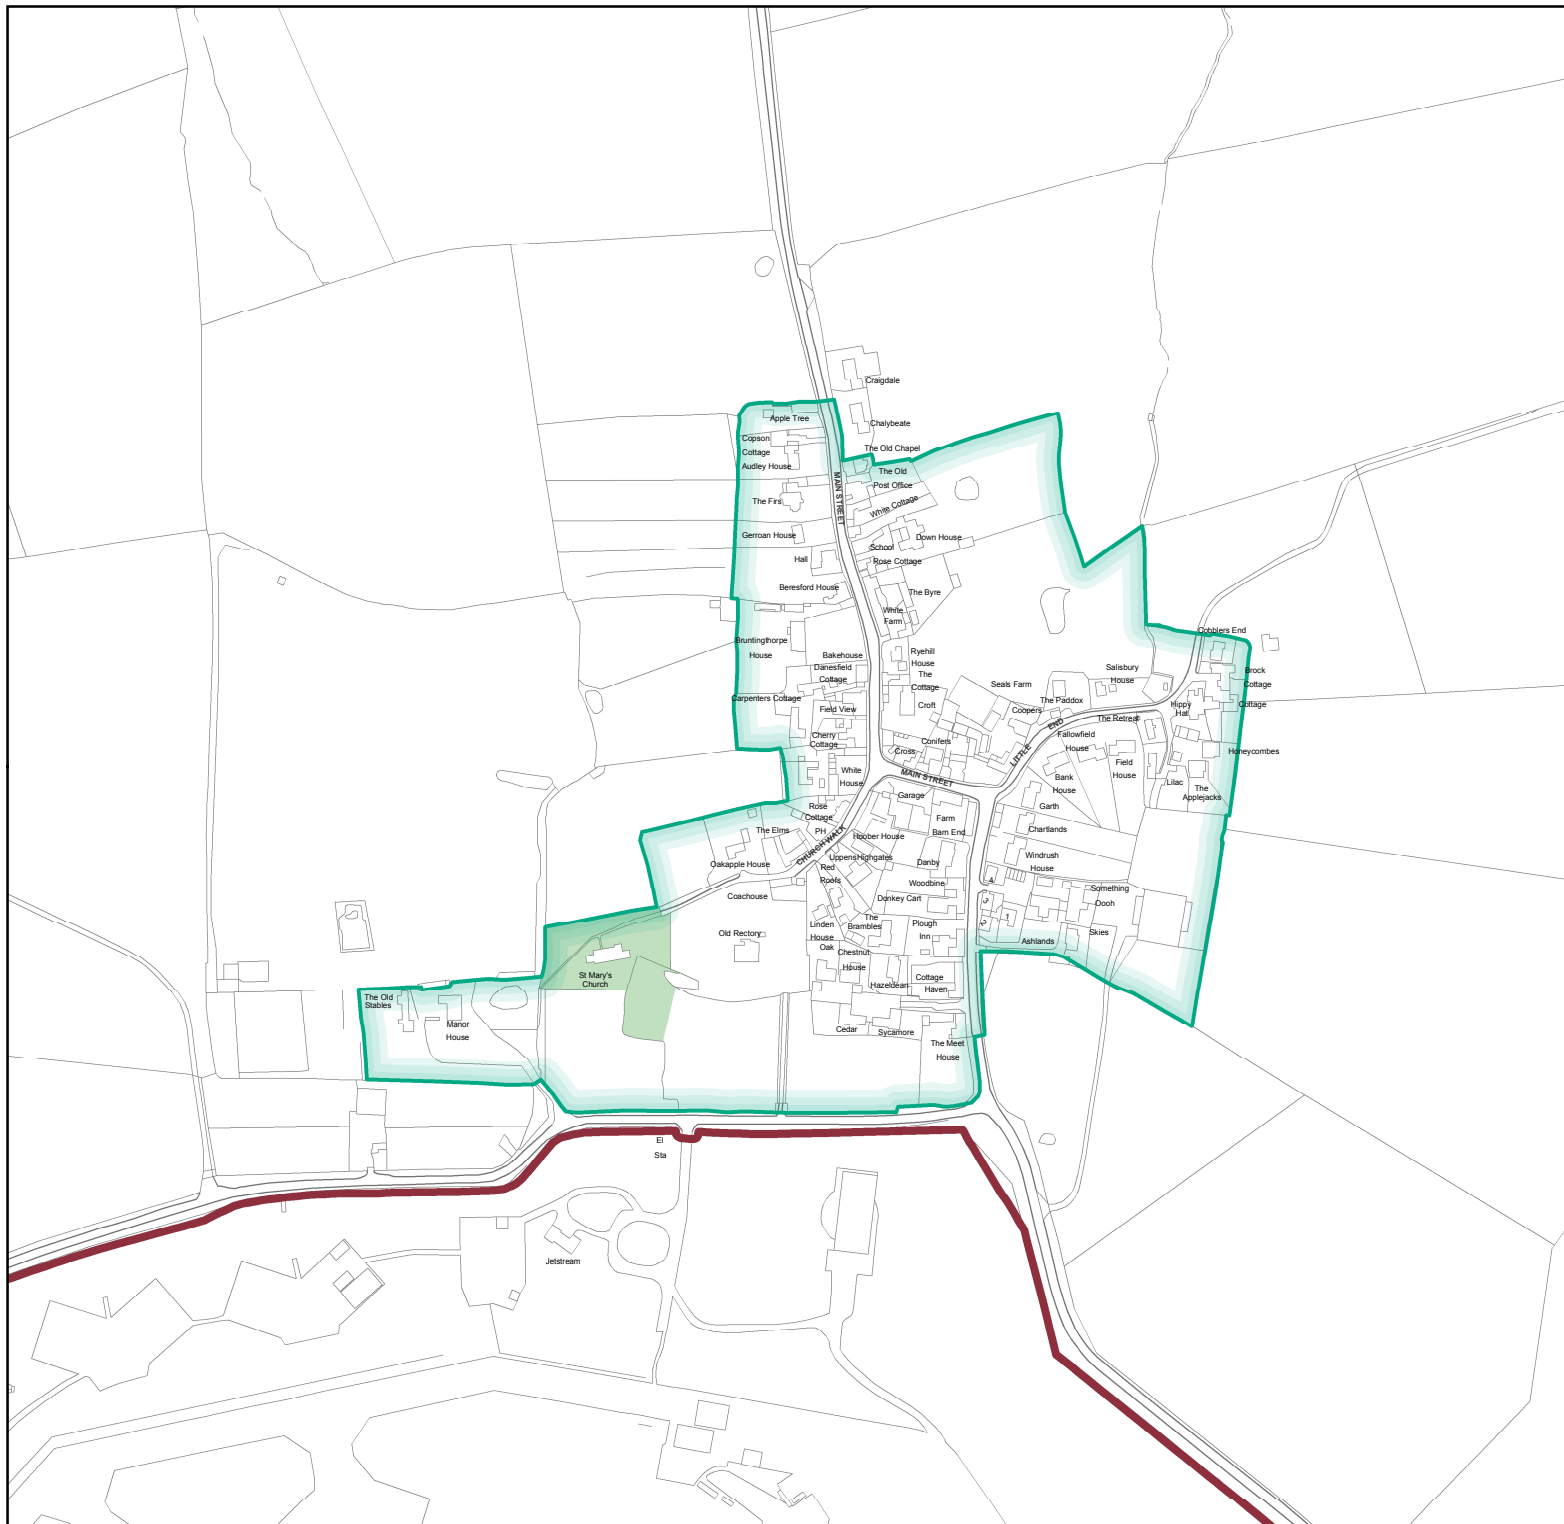 Craigdale
Apple Tree
Chalybeate
Copson
Cottage
The Old Chapel
Audley House
The Old
Post Office
MAIN STREET
The Firs
White Cottage
Gerroan House
Down House
School
Hall
Rose Cottage
Beresford House
The Byre
White
Farm
Cobblers End
Bruntingthorpe
House
Bakehouse
Ryehill
House
Danesfield
Cottage
The
Cottage
Salisbury
House
Brock
Cottage
Seals Farm
Carpenters Cottage
The Paddox
Croft
Field View
Coopers
Hippy
Hat
Cottage
The Retreat
END
LITTLE
Cherry
Cottage
Conifers
Cross
Fallowfield
House
Honeycombes
White
House
MAIN STREET
Field
House
Bank
House
Lilac
The
Applejacks
Garage
Rose
Cottage
Garth
Farm
The Elms
PH
CHURCH WALK
Hoober House
Barn End
Chartlands
Oakapple House
Uppens
Highgates
Danby
Windrush
House
Red
Roofs
Woodbine
4
Something
Oooh
Coachouse
Donkey Cart
3
1
2
Linden
House
The
Brambles
Plough
Inn
Skies
Old Rectory
Oak
Chestnut
House
Ashlands
St Mary's
Church
Hazeldean
Cottage
Haven
The Old
Stables
Manor
House
Cedar
Sycamore
The Meet
House
El
Sta
Jetstream